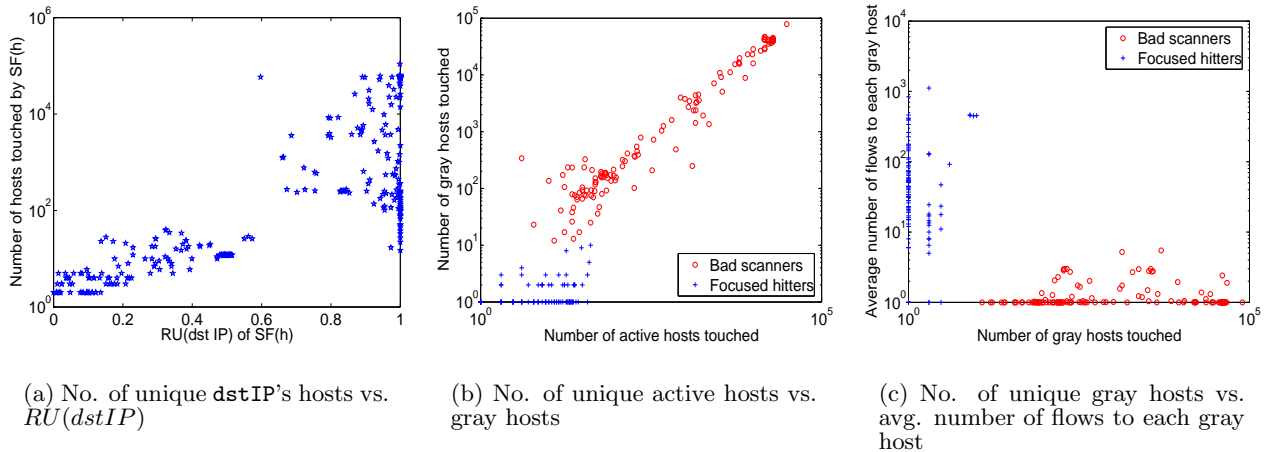 10^6
10^4
10^2
10^0
0
0.2
0.4
0.6
0.8
1
Number of hosts touched by SF(h)
RU(dst IP) of SF(h)
10^5
10^4
10^3
10^2
10^1
10^0
10^0
10^5
Number of gray hosts touched
Number of active hosts touched
Bad scanners
Focused hitters
10^4
10^3
10^2
10^1
10^0
10^0
10^5
Average number of flows to each gray host
Number of gray hosts touched
Bad scanners
Focused hitters
(a) No. of unique dstIP's hosts vs.
RU(dstIP)
(b) No. of unique active hosts vs.
gray hosts
(c) No. of unique gray hosts vs.
avg. number of flows to each gray
host